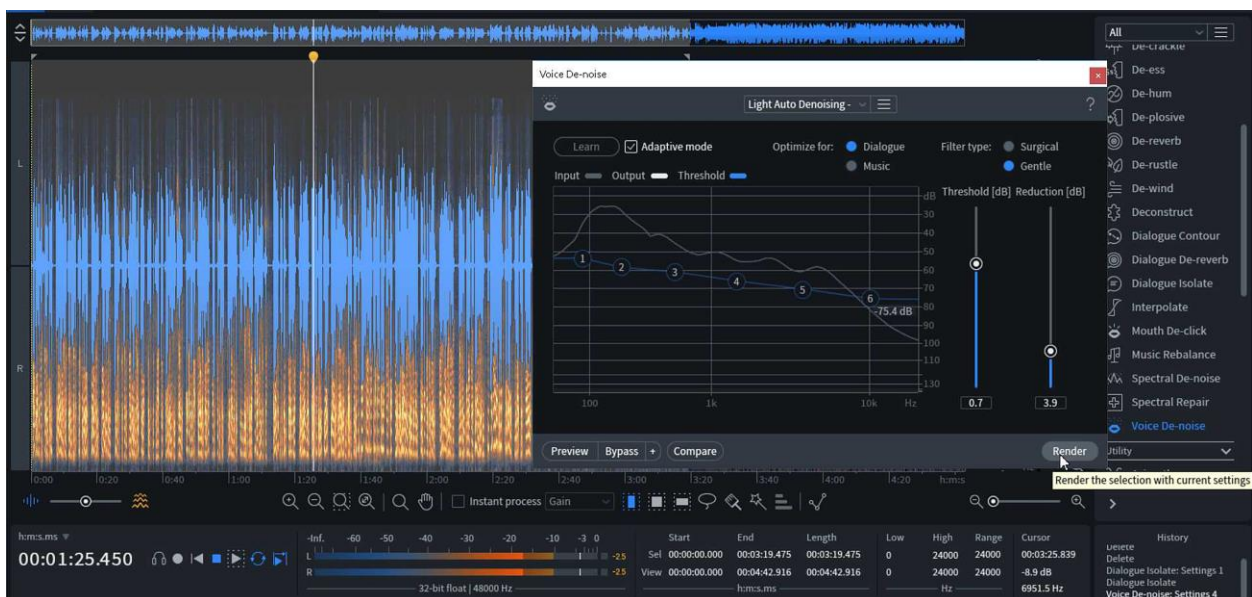 All
De-crackle
De-ess
De-hum
De-plosive
De-reverb
De-rustle
De-wind
Deconstruct
Dialogue Contour
Dialogue De-reverb
Dialogue Isolate
Interpolate
Mouth De-click
Music Rebalance
Spectral De-noise
Spectral Repair
Voice De-noise
Utility
Voice De-noise
Light Auto Denoising -
?
Learn Adaptive mode Optimize for: Dialogue Filter type: Surgical
Music Gentle
Input Output Threshold
dB Threshold [dB] Reduction [dB]
-30
-40
-50
-60
-70
-80
-90
-100
-110
-130
1 2 3 4 5 6
-75.4 dB
100 1k 10k Hz
0.7 3.9
Preview Bypass + Compare Render
Render the selection with current settings
L
R
0:00 0:20 0:40 1:00 1:20 1:40 2:00 2:20 2:40 3:00 3:20 3:40 4:00 4:20 h:m:s
Instant process Gain
h:m:s.ms
00:01:25.450
-Inf. -60 -50 -40 -30 -20 -10 -3 0
L -25
R -25
32-bit float | 48000 Hz
Start End Length Low High Range Cursor
Sel 00:00:00.000 00:03:19.475 00:03:19.475 0 24000 24000 00:03:25.839
View 00:00:00.000 00:04:42.916 00:04:42.916 0 24000 24000 -8.9 dB
h:m:s.ms Hz 6951.5 Hz
History
Delete
Delete
Dialogue Isolate: Settings 1
Dialogue Isolate
Voice De-noise: Settings 4